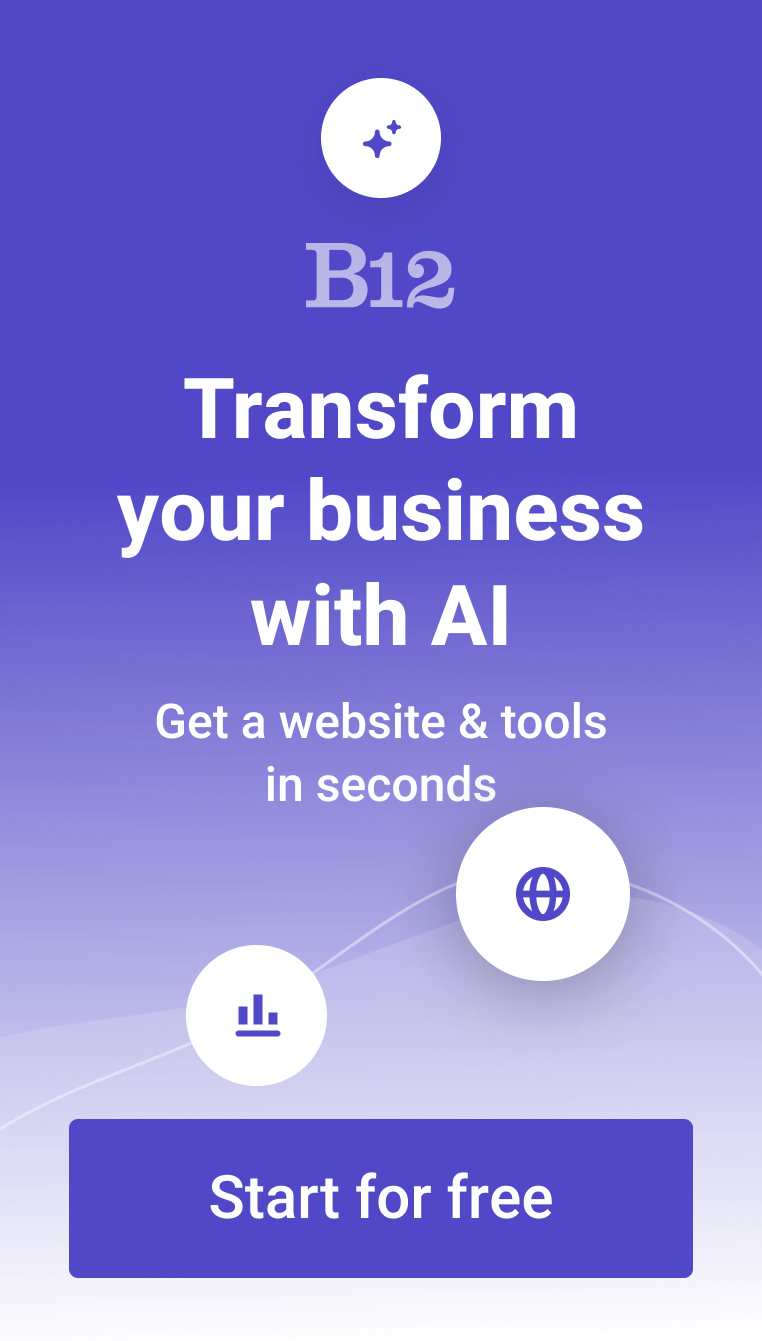 B12
Transform
your business
with AI
Get a website & tools
in seconds
Start for free